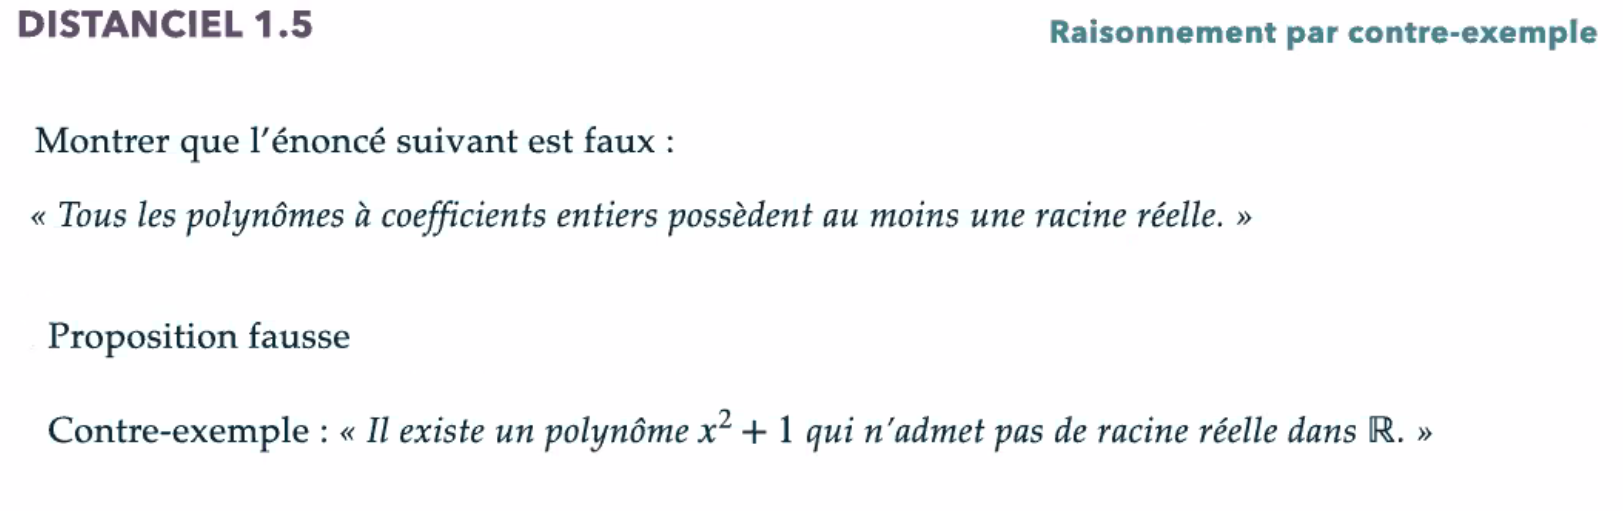 DISTANCIEL 1.5
Raisonnement par contre-exemple
Montrer que l'énoncé suivant est faux :
« Tous les polynômes à coefficients entiers possèdent au moins une racine réelle. »
Proposition fausse
Contre-exemple : « Il existe un polynôme x² + 1 qui n'admet pas de racine réelle dans ℝ. »